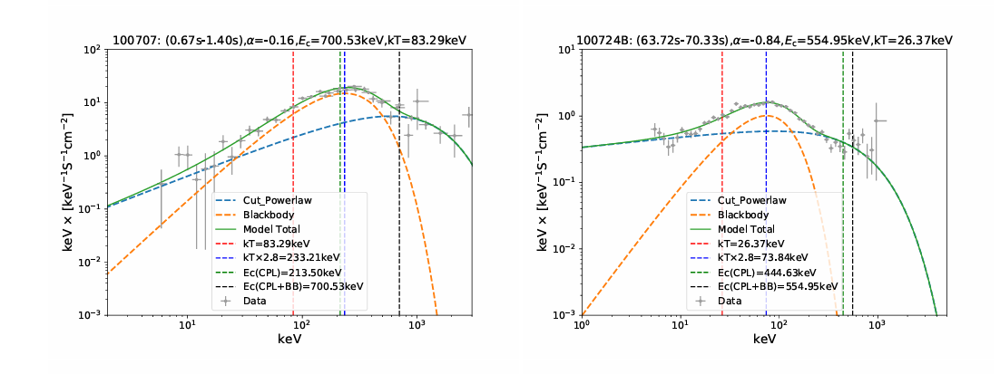 100707: (0.67s-1.40s),α=-0.16,E_c=700.53keV,kT=83.29keV
10^2
10^1
10^0
10^-1
10^-2
10^-3
keV × [keV^-1S^-1cm^-2]
Cut_Powerlaw
Blackbody
Model Total
kT=83.29keV
kT×2.8=233.21keV
Ec(CPL)=213.50keV
Ec(CPL+BB)=700.53keV
Data
10^1
10^2
10^3
keV
100724B: (63.72s-70.33s),α=-0.84,E_c=554.95keV,kT=26.37keV
10^1
10^0
10^-1
10^-2
10^-3
keV × [keV^-1S^-1cm^-2]
Cut_Powerlaw
Blackbody
Model Total
kT=26.37keV
kT×2.8=73.84keV
Ec(CPL)=444.63keV
Ec(CPL+BB)=554.95keV
Data
10^0
10^1
10^2
10^3
keV